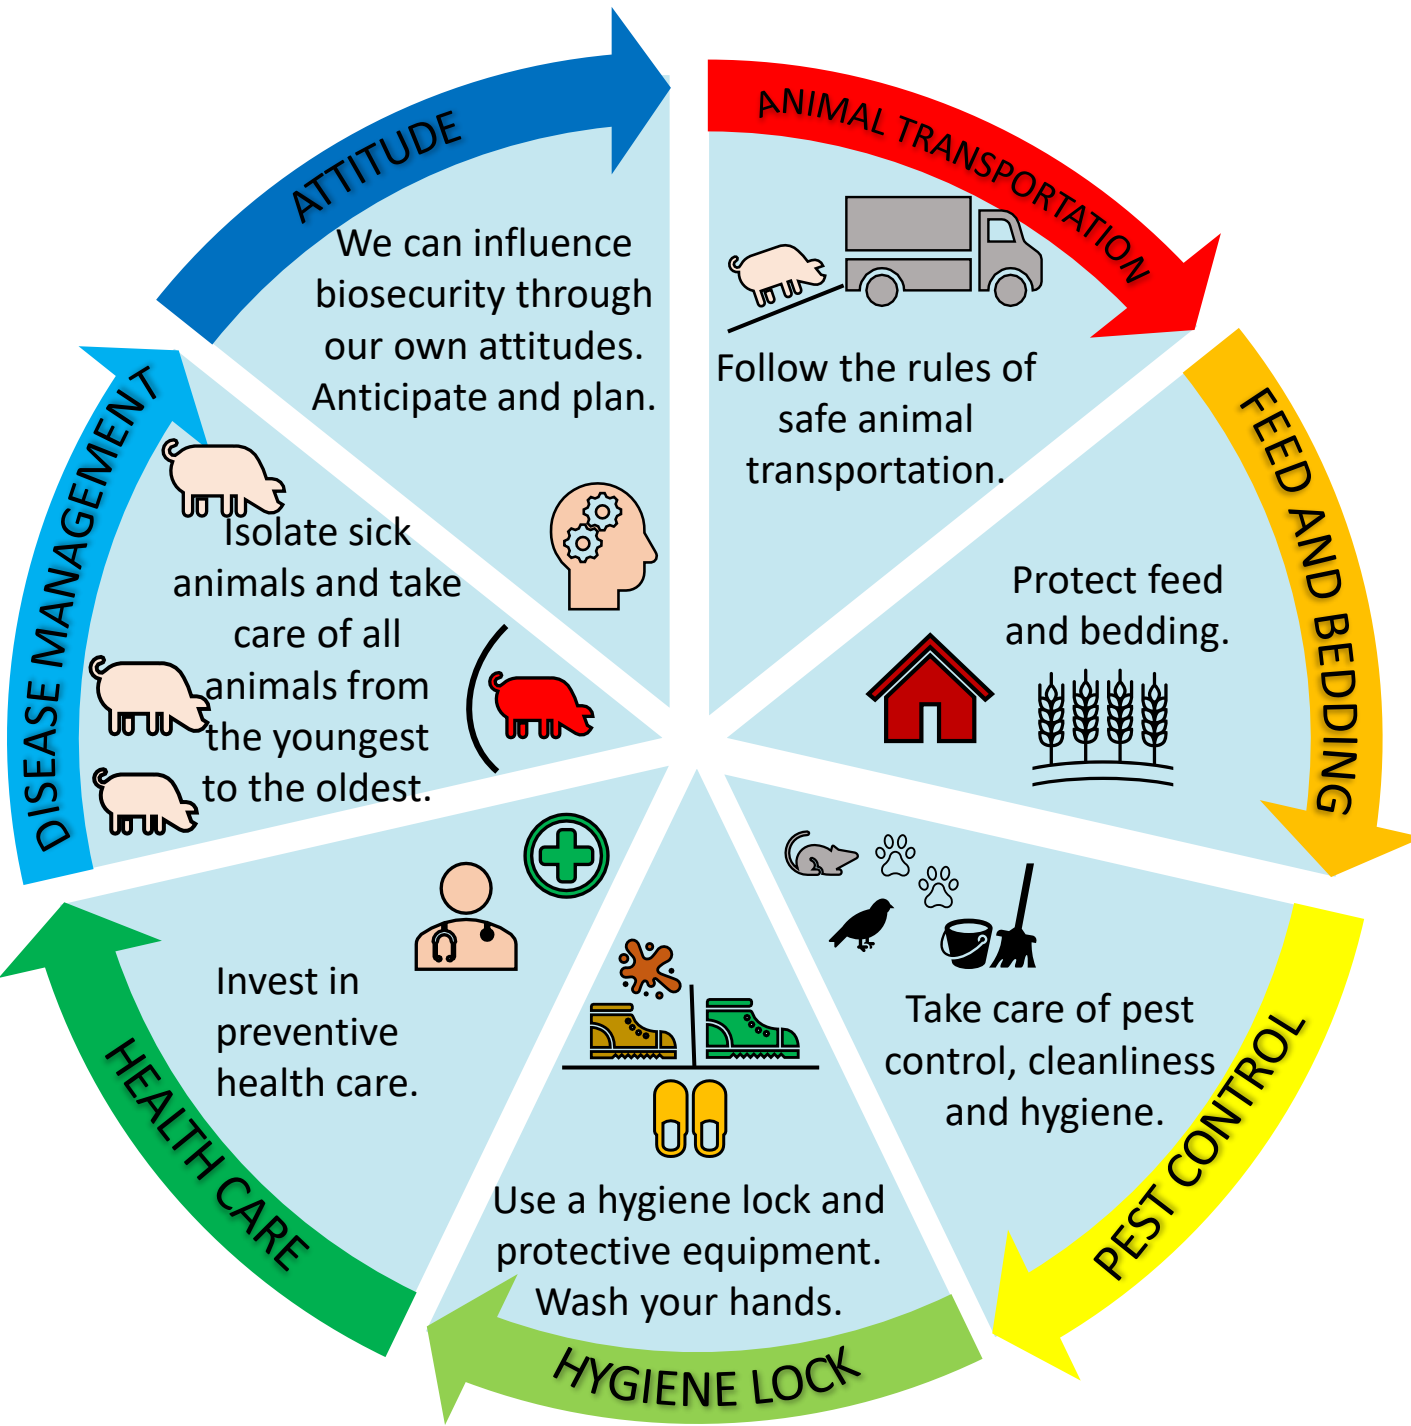 ANIMAL TRANSPORTATION
Follow the rules of
safe animal
transportation.
FEED AND BEDDING
Protect feed
and bedding.
PEST CONTROL
Take care of pest
control, cleanliness
and hygiene.
HYGIENE LOCK
Use a hygiene lock and
protective equipment.
Wash your hands.
HEALTH CARE
Invest in
preventive
health care.
DISEASE MANAGEMENT
Isolate sick
animals and take
care of all
animals from
the youngest
to the oldest.
ATTITUDE
We can influence
biosecurity through
our own attitudes.
Anticipate and plan.